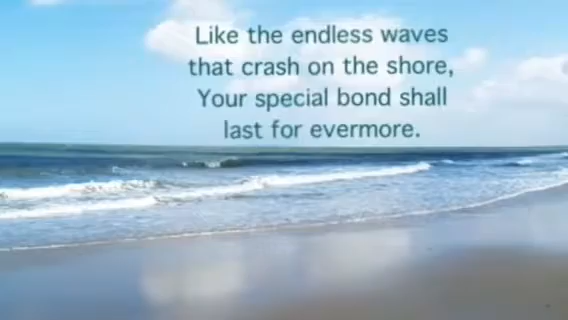 Like the endless waves
that crash on the shore,
Your special bond shall
last for evermore.